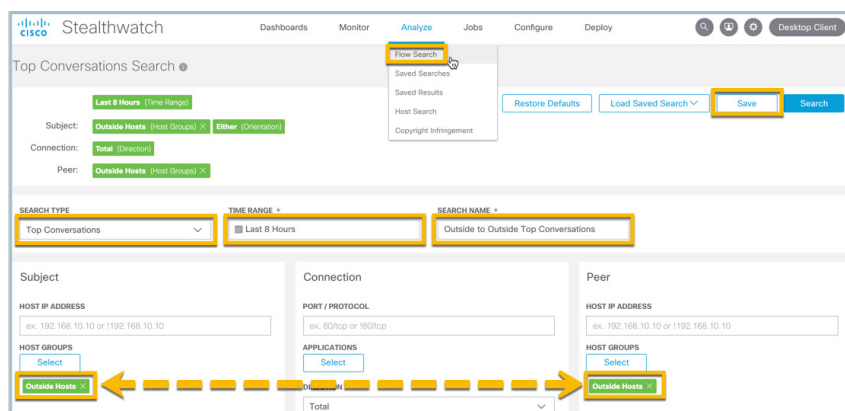 CISCO Stealthwatch Dashboards Monitor Analyze Jobs Configure Deploy Desktop Client
Flow Search
Top Conversations Search
Saved Searches
Saved Results
Host Search
Copyright Infringement
Last 8 Hours (Time Range) Restore Defaults Load Saved Search Save Search
Subject: Outside Hosts (Host Groups) × Either (Orientation)
Connection: Total (Direction)
Peer: Outside Hosts (Host Groups) ×
SEARCH TYPE TIME RANGE * SEARCH NAME *
Top Conversations Last 8 Hours Outside to Outside Top Conversations
Subject Connection Peer
HOST IP ADDRESS PORT / PROTOCOL HOST IP ADDRESS
ex. 192.168.10.10 or !192.168.10.10 ex. 80/tcp or !80/tcp ex. 192.168.10.10 or !192.168.10.10
HOST GROUPS APPLICATIONS HOST GROUPS
Select Select Select
Outside Hosts × Outside Hosts ×
Total